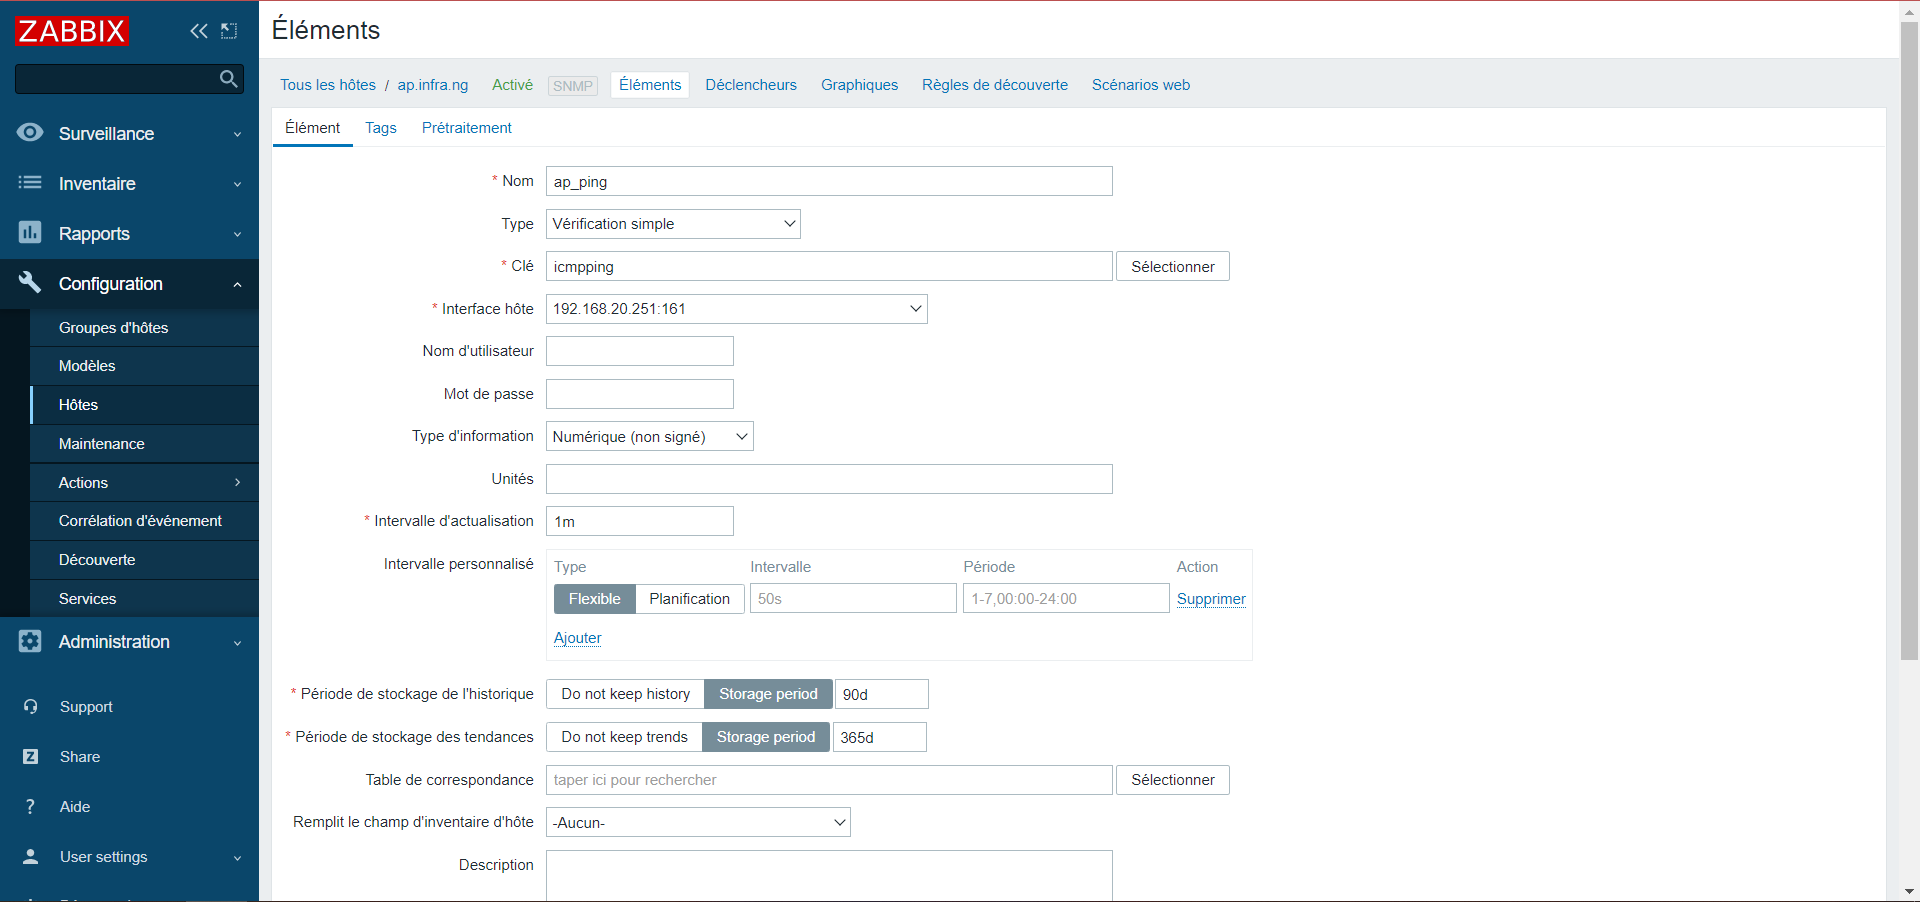 ZABBIX
Surveillance
Inventaire
Rapports
Configuration
Groupes d'hôtes
Modèles
Hôtes
Maintenance
Actions
Corrélation d'événement
Découverte
Services
Administration
Support
Z Share
? Aide
User settings
Éléments
Tous les hôtes / ap.infra.ng Activé SNMP Éléments Déclencheurs Graphiques Règles de découverte Scénarios web
Élément Tags Prétraitement
* Nom ap_ping
Type Vérification simple
* Clé icmpping Sélectionner
* Interface hôte 192.168.20.251:161
Nom d'utilisateur
Mot de passe
Type d'information Numérique (non signé)
Unités
* Intervalle d'actualisation 1m
Intervalle personnalisé Type Intervalle Période Action
Flexible Planification 50s 1-7,00:00-24:00 Supprimer
Ajouter
* Période de stockage de l'historique Do not keep history Storage period 90d
* Période de stockage des tendances Do not keep trends Storage period 365d
Table de correspondance taper ici pour rechercher Sélectionner
Remplit le champ d'inventaire d'hôte -Aucun-
Description